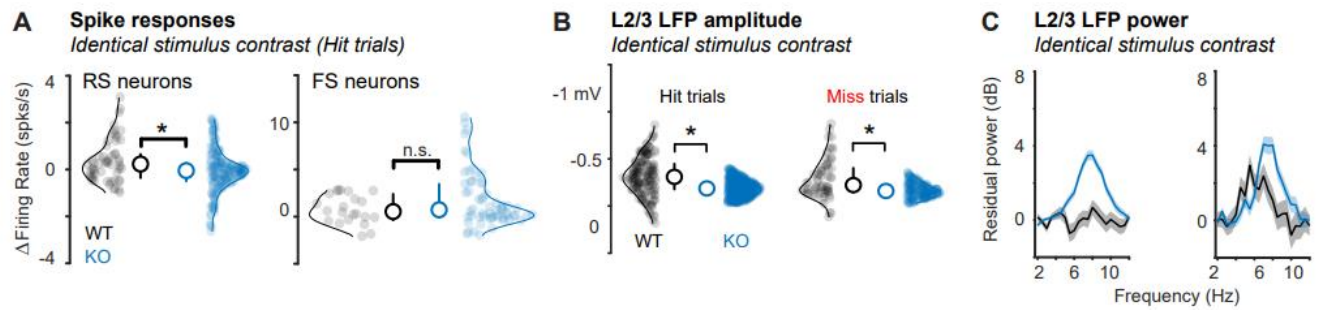 A
Spike responses
Identical stimulus contrast (Hit trials)
Δ Firing Rate (spks/s)
4
0
-4
RS neurons
*
WT
KO
FS neurons
10
0
n.s.
B
L2/3 LFP amplitude
Identical stimulus contrast
-1 mV
-0.5
0
Hit trials
*
WT
KO
Miss trials
*
C
L2/3 LFP power
Identical stimulus contrast
Residual power (dB)
8
4
0
2 6 10
8
4
0
2 6 10
Frequency (Hz)